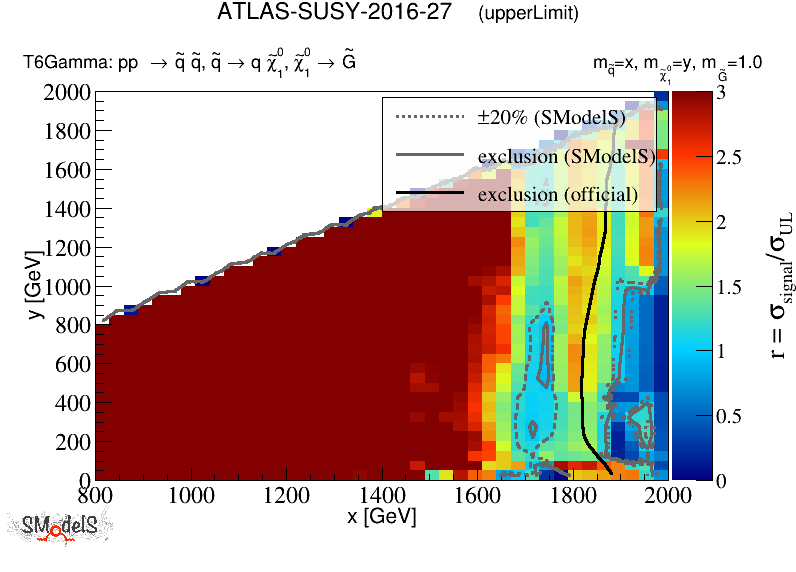 ATLAS-SUSY-2016-27 (upperLimit)
T6Gamma: pp → q̃ q̃, q̃ → q χ̃₁⁰, χ̃₁⁰ → G̃
m_q̃=x, m_χ̃₁⁰=y, m_G̃=1.0
±20% (SModelS)
exclusion (SModelS)
exclusion (official)
2000
1800
1600
1400
1200
1000
800
600
400
200
0
y [GeV]
800 1000 1200 1400 1600 1800 2000
x [GeV]
3
2.5
2
1.5
1
0.5
0
r = σ_signal/σ_UL
SModelS